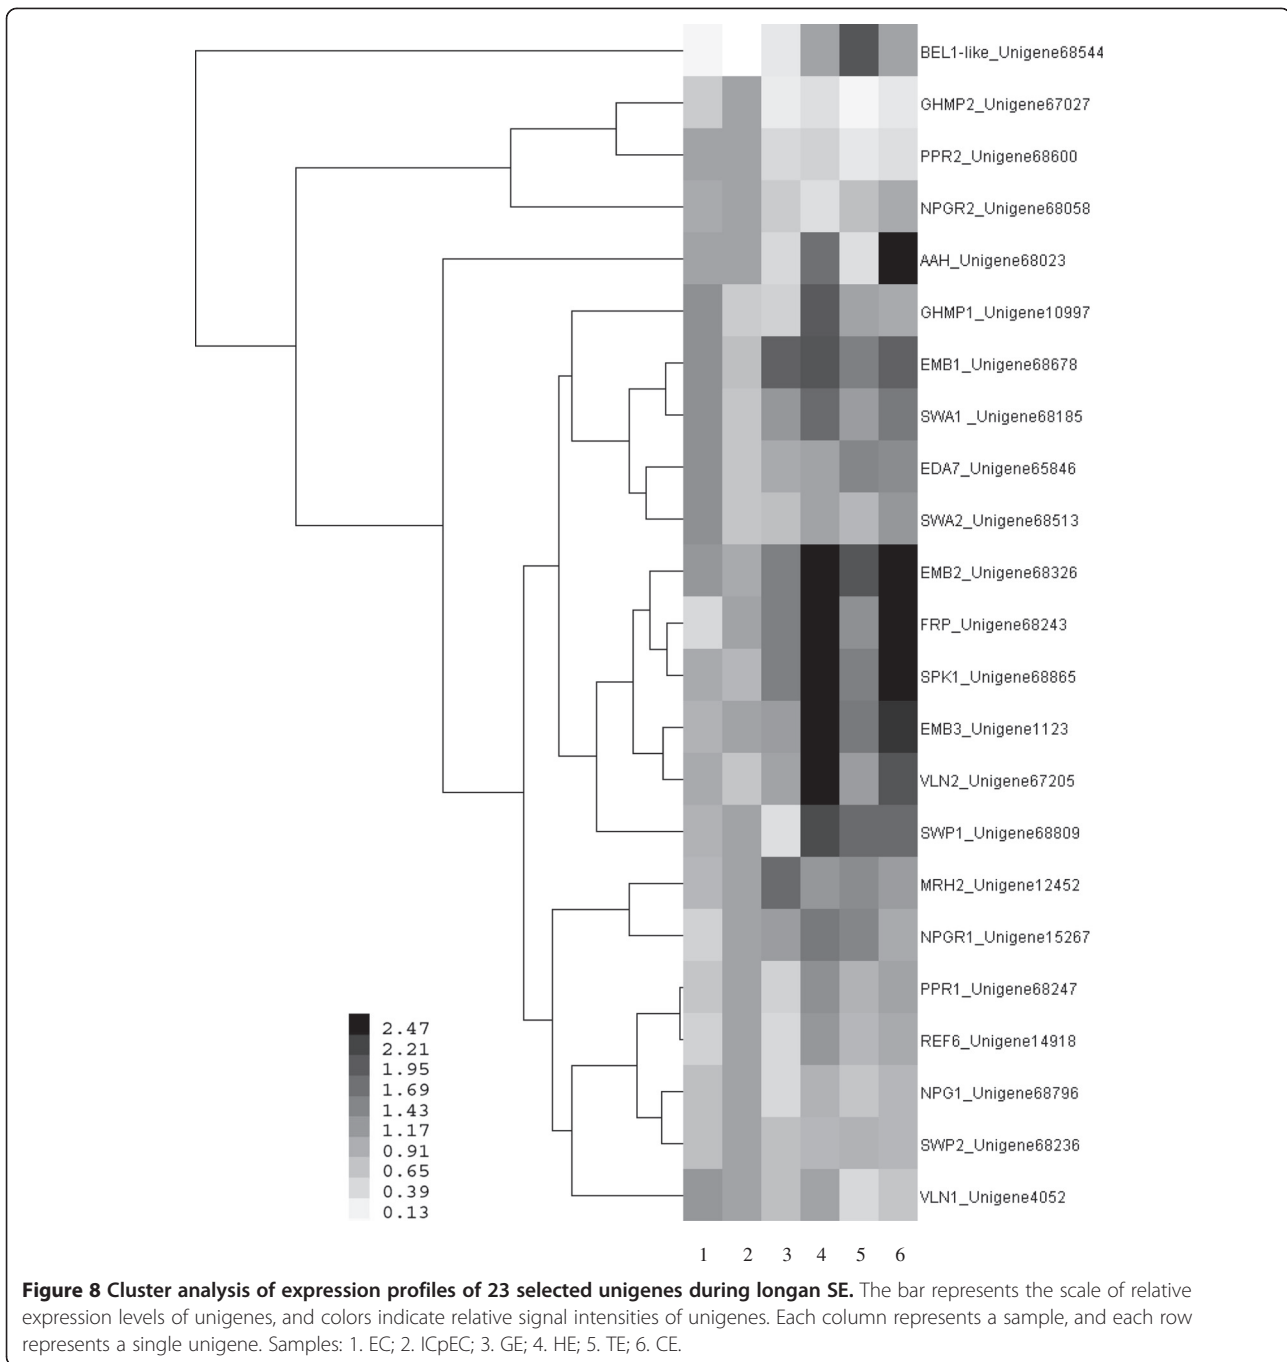 BEL1-like_Unigene68544
GHMP2_Unigene67027
PPR2_Unigene68600
NPGR2_Unigene68058
AAH_Unigene68023
GHMP1_Unigene10997
EMB1_Unigene68678
SWA1 _Unigene68185
EDA7_Unigene65846
SWA2_Unigene68513
EMB2_Unigene68326
FRP_Unigene68243
SPK1_Unigene68865
EMB3_Unigene1123
VLN2_Unigene67205
SWP1_Unigene68809
MRH2_Unigene12452
NPGR1_Unigene15267
PPR1_Unigene68247
REF6_Unigene14918
NPG1_Unigene68796
SWP2_Unigene68236
VLN1_Unigene4052
2.47
2.21
1.95
1.69
1.43
1.17
0.91
0.65
0.39
0.13
1 2 3 4 5 6
Figure 8 Cluster analysis of expression profiles of 23 selected unigenes during longan SE. The bar represents the scale of relative
expression levels of unigenes, and colors indicate relative signal intensities of unigenes. Each column represents a sample, and each row
represents a single unigene. Samples: 1. EC; 2. ICpEC; 3. GE; 4. HE; 5. TE; 6. CE.